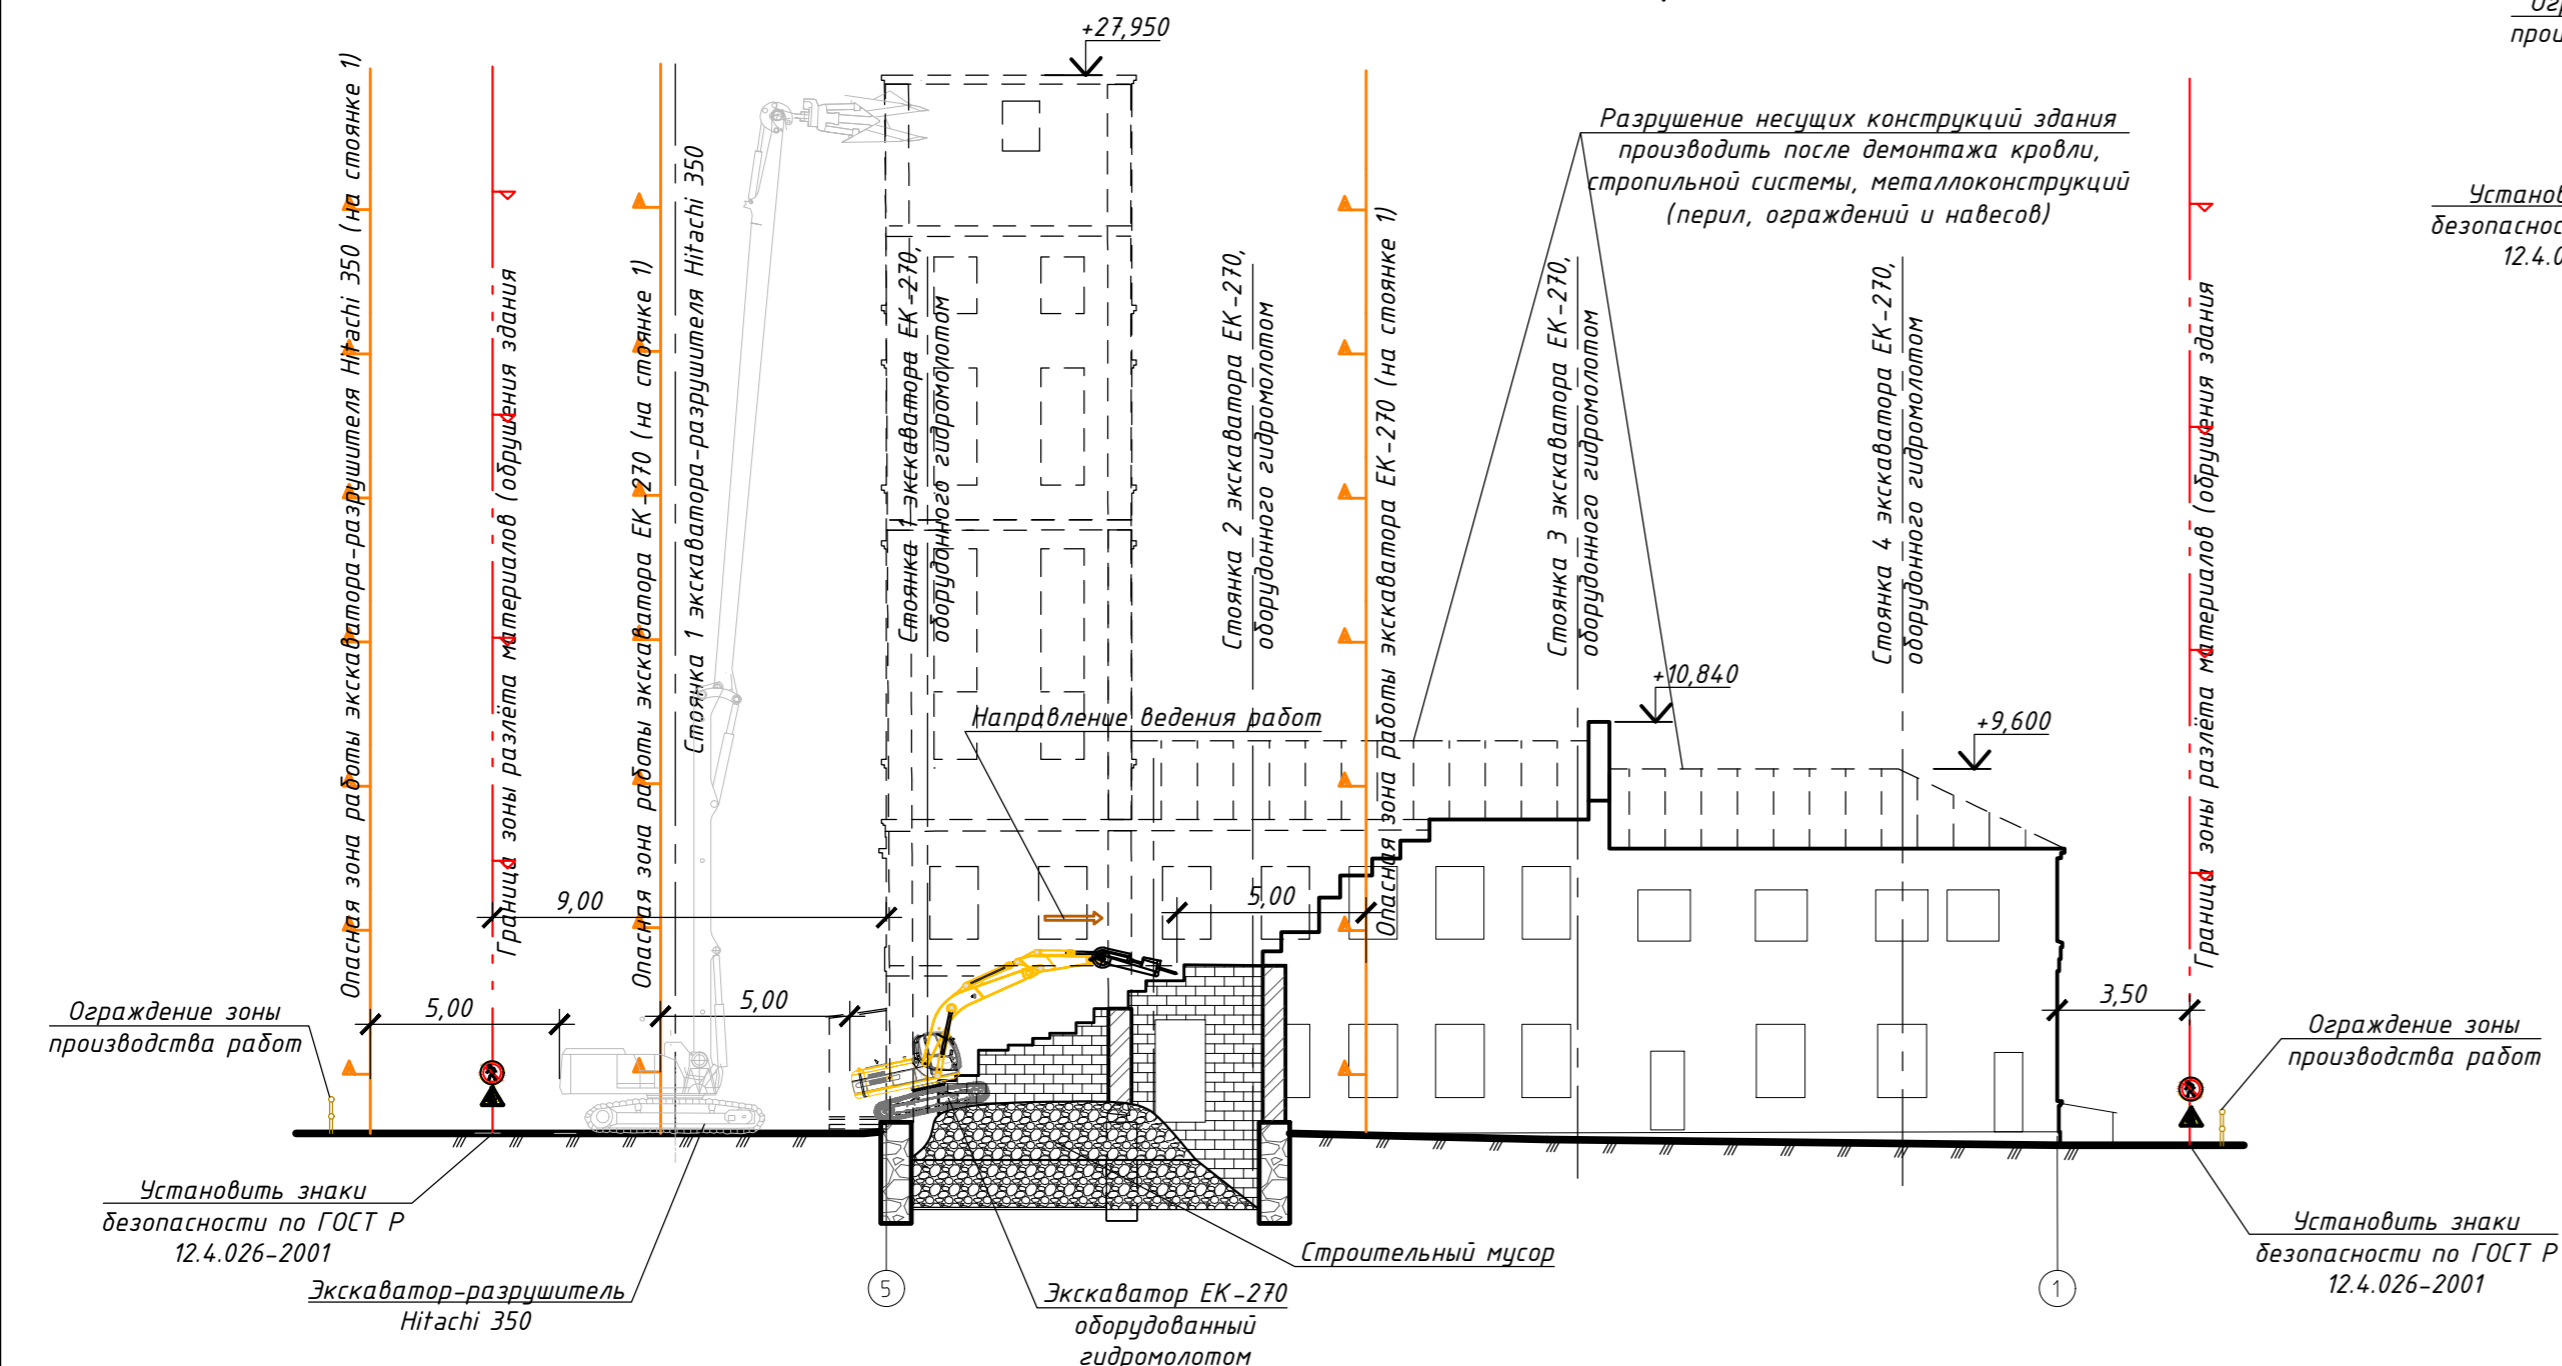 +27,950
Огр
прои
Разрушение несущих конструкций здания
производить после демонтажа кровли,
стропильной системы, металлоконструкций
(перил, ограждений и навесов)
Установ
безопаснос
12.4.0
Опасная зона работы экскаватора-разрушителя Hitachi 350 (на стоянке 1)
Граница зоны разлёта материалов (обрушения здания
Опасная зона работы экскаватора ЕК-270 (на стоянке 1)
Стоянка 1 экскаватора-разрушителя Hitachi 350
Стоянка 1 экскаватора ЕК-270,
оборудонного гидромолотом
Стоянка 2 экскаватора ЕК-270,
оборудонного гидромолотом
Опасная зона работы экскаватора ЕК-270 (на стоянке 1)
Стоянка 3 экскаватора ЕК-270,
оборудонного гидромолотом
Стоянка 4 экскаватора ЕК-270,
оборудонного гидромолотом
Граница зоны разлёта материалов (обрушения здания
+10,840
+9,600
Направление ведения работ
9,00
5,00
5,00
5,00
3,50
Ограждение зоны
производства работ
Ограждение зоны
производства работ
Установить знаки
безопасности по ГОСТ Р
12.4.026-2001
Экскаватор-разрушитель
Hitachi 350
5
Экскаватор ЕК-270
оборудованный
гидромолотом
Строительный мусор
1
Установить знаки
безопасности по ГОСТ Р
12.4.026-2001